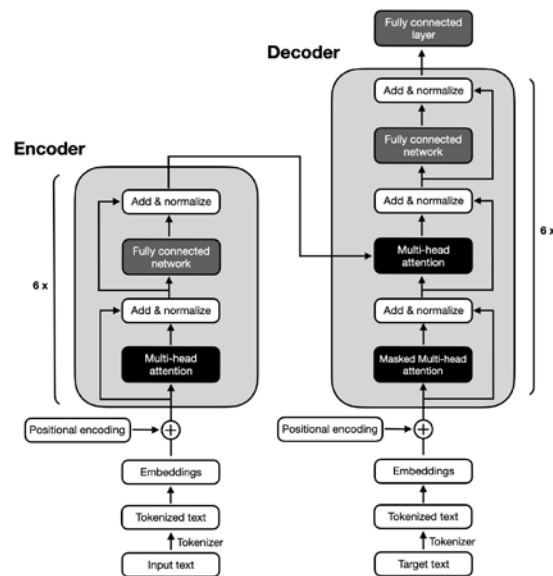 Fully connected
layer
Decoder
Add & normalize
Fully connected
network
Add & normalize
Multi-head
attention
Add & normalize
Masked Multi-head
attention
6 x
Positional encoding
Embeddings
Tokenized text
Tokenizer
Target text
Encoder
Add & normalize
Fully connected
network
Add & normalize
Multi-head
attention
6 x
Positional encoding
Embeddings
Tokenized text
Tokenizer
Input text